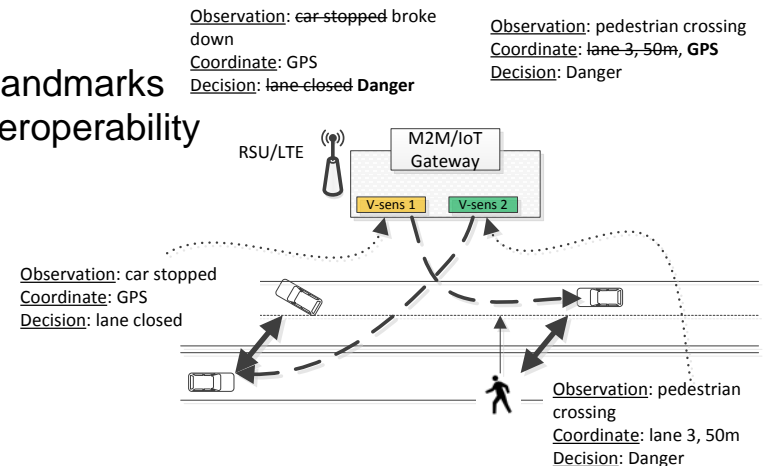 Observation: car stopped broke
down
Coordinate: GPS
Decision: lane closed Danger
Observation: pedestrian crossing
Coordinate: lane 3, 50m, GPS
Decision: Danger
andmarks
eroperability
RSU/LTE
M2M/IoT
Gateway
V-sens 1
V-sens 2
Observation: car stopped
Coordinate: GPS
Decision: lane closed
Observation: pedestrian
crossing
Coordinate: lane 3, 50m
Decision: Danger